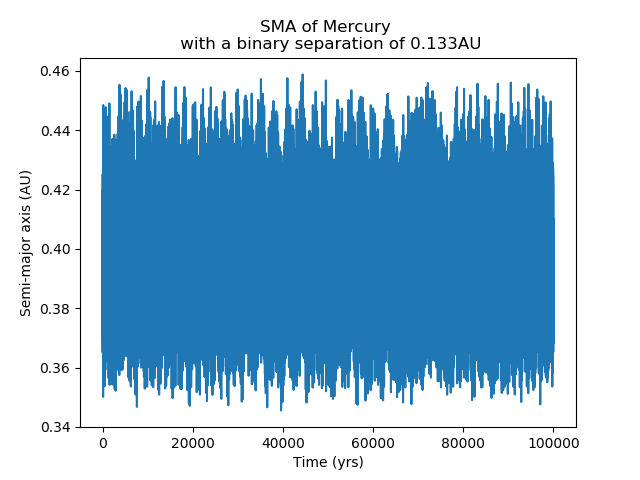 SMA of Mercury
with a binary separation of 0.133AU
0.46
0.44
0.42
0.40
0.38
0.36
0.34
Semi-major axis (AU)
0 20000 40000 60000 80000 100000
Time (yrs)